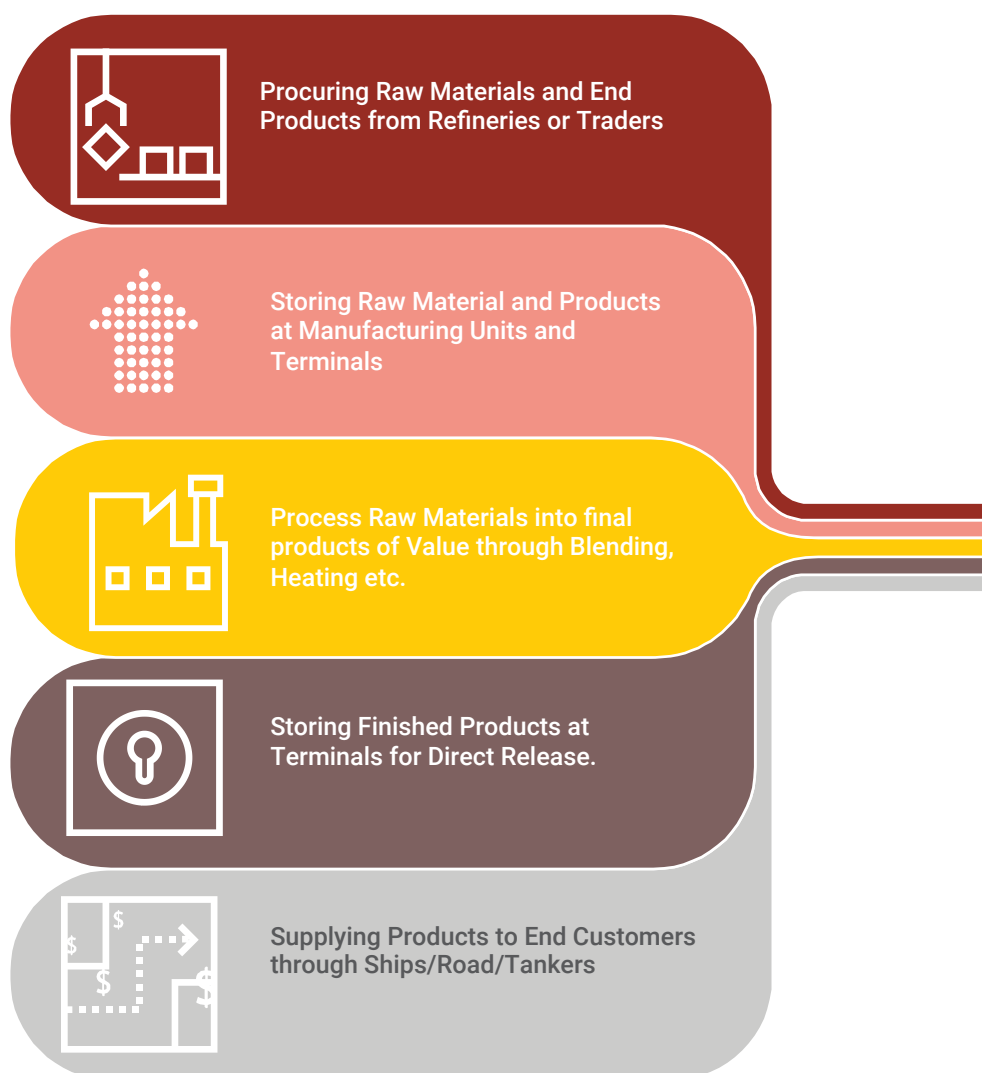 Procuring Raw Materials and End
Products from Refineries or Traders
Storing Raw Material and Products
at Manufacturing Units and
Terminals
Process Raw Materials into final
products of Value through Blending,
Heating etc.
Storing Finished Products at
Terminals for Direct Release.
$
$
$
$
Supplying Products to End Customers
through Ships/Road/Tankers